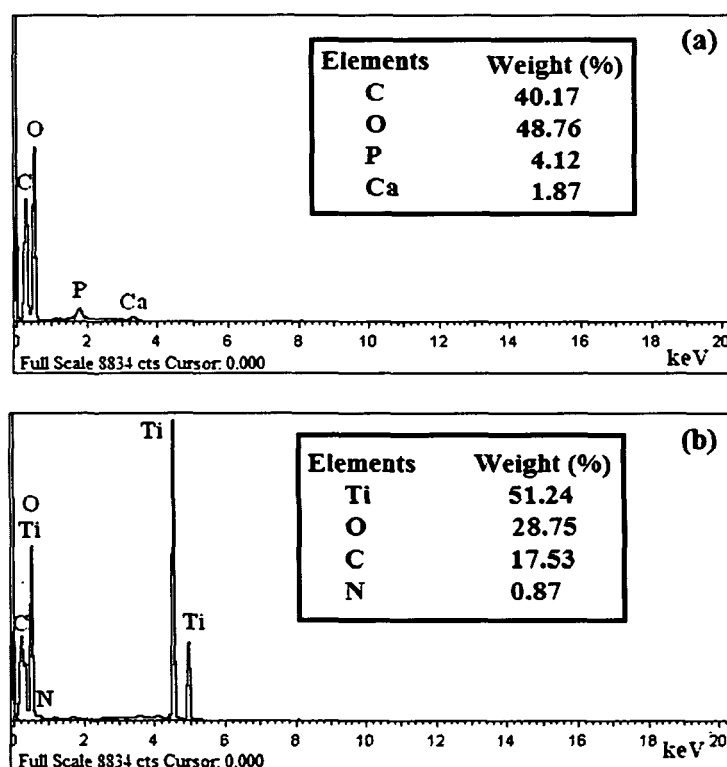 (a)
Elements Weight (%)
C 40.17
O 48.76
P 4.12
Ca 1.87
O
C
P
Ca
2 4 6 8 10 12 14 16 18 20
Full Scale 8834 cts Cursor: 0.000
keV
(b)
Elements Weight (%)
Ti 51.24
O 28.75
C 17.53
N 0.87
Ti
O
Ti
C
Ti
N
2 4 6 8 10 12 14 16 18 20
Full Scale 8834 cts Cursor: 0.000
keV